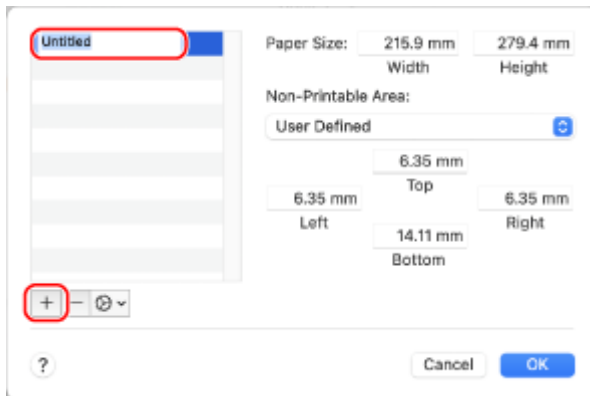 Untitled
Paper Size: 215.9 mm 279.4 mm
Width Height
Non-Printable Area:
User Defined
6.35 mm
Top
6.35 mm 6.35 mm
Left Right
14.11 mm
Bottom
+ −
? Cancel OK